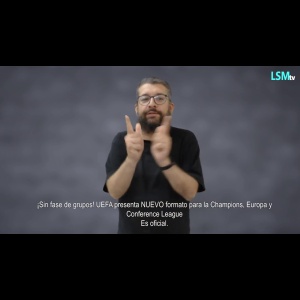 LSMtv
¡Sin fase de grupos! UEFA presenta NUEVO formato para la Champions, Europa y
Conference League
Es oficial.